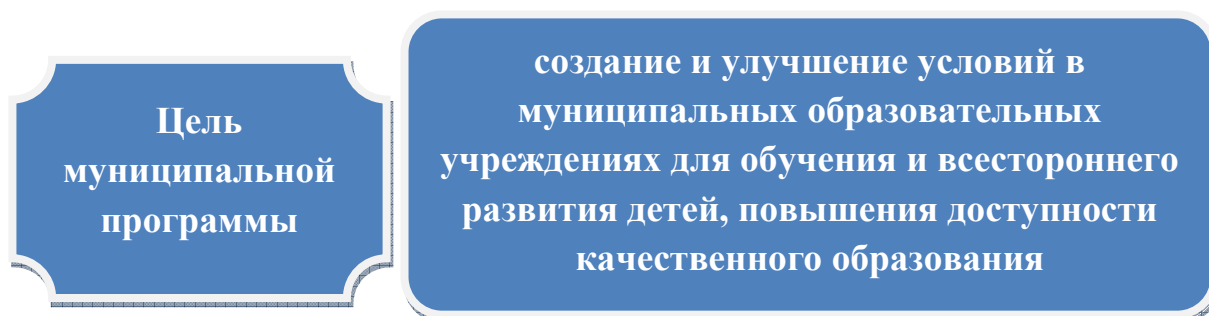 Цель
муниципальной
программы
создание и улучшение условий в
муниципальных образовательных
учреждениях для обучения и всестороннего
развития детей, повышения доступности
качественного образования